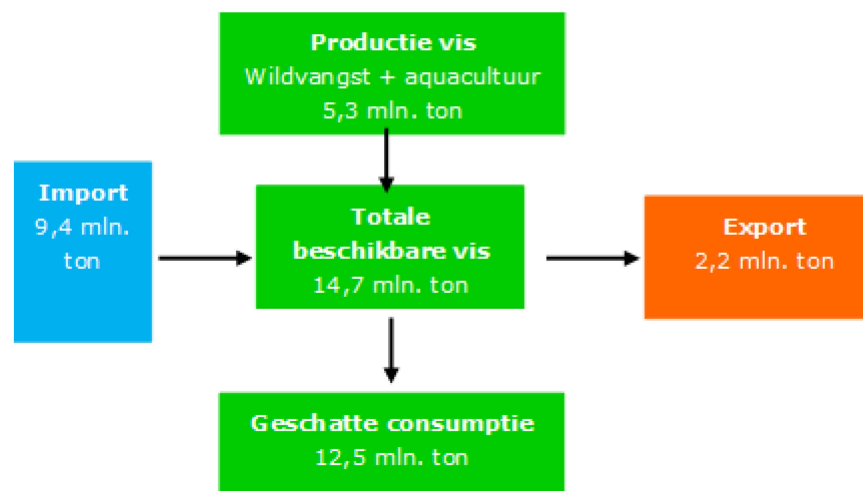 Productie vis
Wildvangst + aquacultuur
5,3 mln. ton
Import
9,4 mln.
ton
Totale
beschikbare vis
14,7 mln. ton
Export
2,2 mln. ton
Geschatte consumptie
12,5 mln. ton